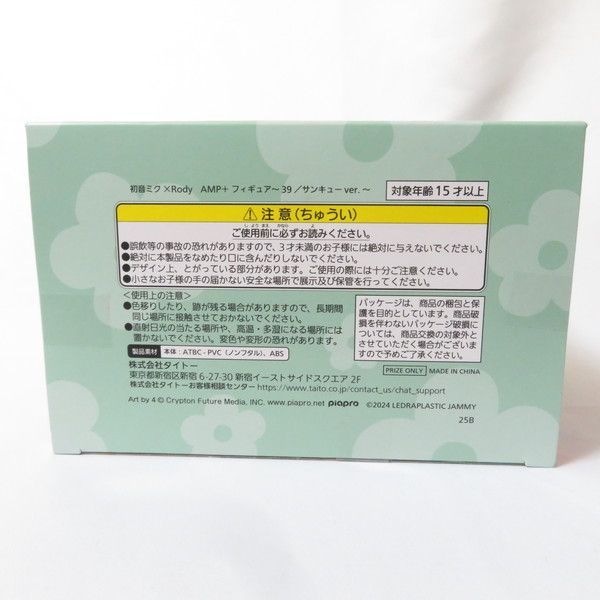 初音ミク×Rody AMP+ フィギュア～39／サンキューver.～
対象年齢 15 才以上
⚠注意(ちゅうい)
ご使用前に必ずお読みください。
●誤飲等の事故の恐れがありますので、3才未満のお子様には絶対に与えないでください。
●絶対に本製品をなめたり口に含んだりしないでください。
●デザイン上、とがっている部分があります。ご使用の際には十分ご注意ください。
●小さなお子様の手の届かない安全な場所で展示及び保管を行ってください。
＜使用上の注意＞
●色移りしたり、跡が残る場合がありますので、長期間
同じ場所に接触させておかないでください。
●直射日光の当たる場所や、高温・多湿になる場所には
置かないでください。変色や変形の恐れがあります。
パッケージは、商品の梱包と保
護を目的としています。商品破
損を伴わないパッケージ破損に
ついては、商品交換の対象外と
させていただく場合がございま
すので予めご了承ください。
製品素材 本体：ATBC-PVC（ノンフタル）、ABS
PRIZE ONLY MADE IN CHINA
株式会社タイトー
東京都新宿区新宿 6-27-30 新宿イーストサイドスクエア 2F
株式会社タイトーお客様相談センター https://www.taito.co.jp/contact_us/chat_support
Art by 4 © Crypton Future Media, INC. www.piapro.net piapro ©2024 LEDRAPLASTIC JAMMY
25B